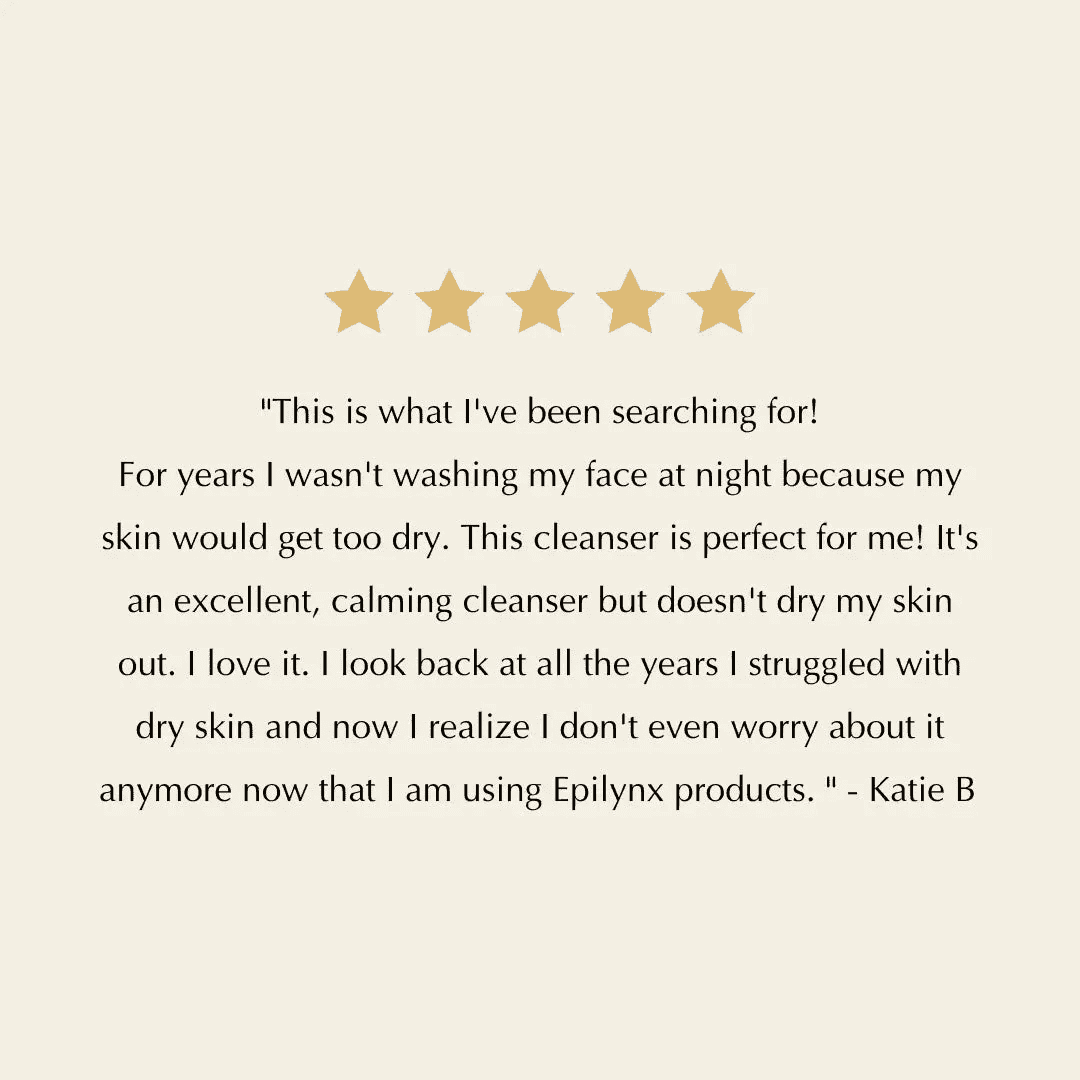 "This is what I've been searching for!
For years I wasn't washing my face at night because my
skin would get too dry. This cleanser is perfect for me! It's
an excellent, calming cleanser but doesn't dry my skin
out. I love it. I look back at all the years I struggled with
dry skin and now I realize I don't even worry about it
anymore now that I am using Epilynx products. " - Katie B